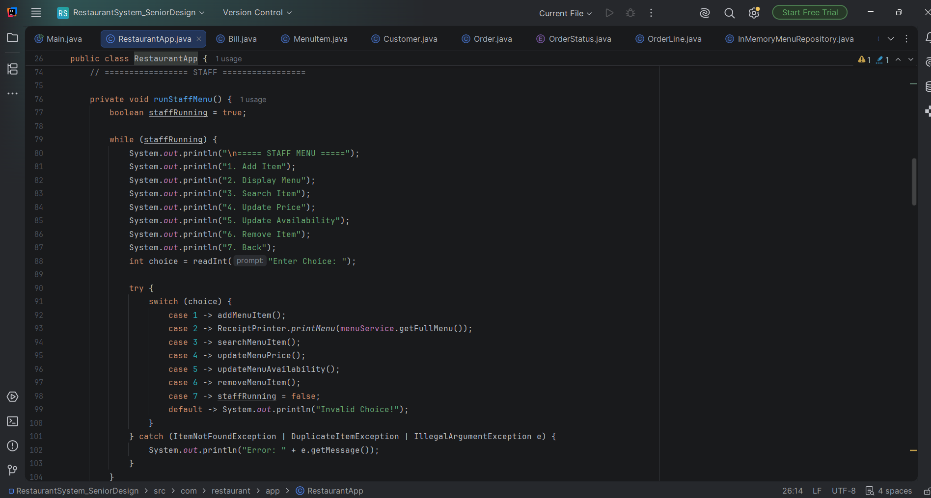 RS RestaurantSystem_SeniorDesign Version Control Current File Start Free Trial
Main.java RestaurantApp.java Bill.java MenuItem.java Customer.java Order.java OrderStatus.java OrderLine.java InMemoryMenuRepository.java
26 public class RestaurantApp { 1 usage 1 1
74 // ================= STAFF =================
75
76 private void runStaffMenu() { 1 usage
77 boolean staffRunning = true;
78
79 while (staffRunning) {
80 System.out.println("\n===== STAFF MENU =====");
81 System.out.println("1. Add Item");
82 System.out.println("2. Display Menu");
83 System.out.println("3. Search Item");
84 System.out.println("4. Update Price");
85 System.out.println("5. Update Availability");
86 System.out.println("6. Remove Item");
87 System.out.println("7. Back");
88 int choice = readInt( prompt: "Enter Choice: ");
89
90 try {
91 switch (choice) {
92 case 1 -> addMenuItem();
93 case 2 -> ReceiptPrinter.printMenu(menuService.getFullMenu());
94 case 3 -> searchMenuItem();
95 case 4 -> updateMenuPrice();
96 case 5 -> updateMenuAvailability();
97 case 6 -> removeMenuItem();
98 case 7 -> staffRunning = false;
99 default -> System.out.println("Invalid Choice!");
100 }
101 } catch (ItemNotFoundException | DuplicateItemException | IllegalArgumentException e) {
102 System.out.println("Error: " + e.getMessage());
103 }
104 }
RestaurantSystem_SeniorDesign > src > com > restaurant > app > RestaurantApp 26:14 LF UTF-8 4 spaces